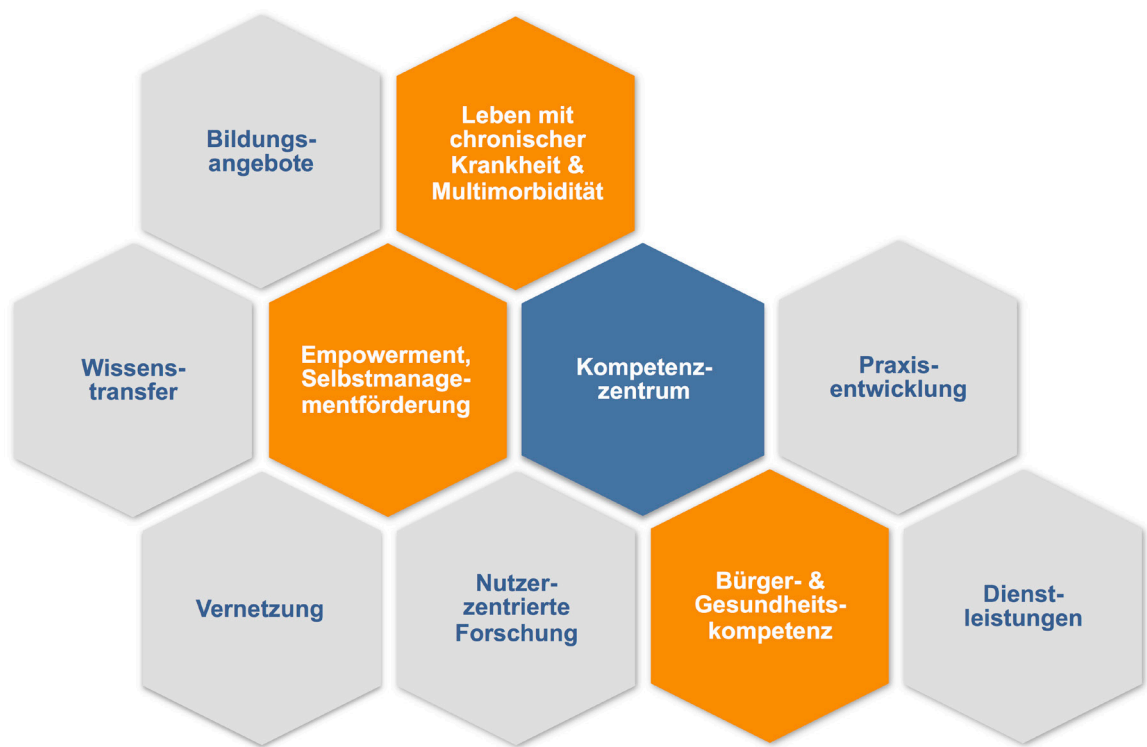 Bildungs-
angebote
Leben mit
chronischer
Krankheit &
Multimorbidität
Wissens-
transfer
Empowerment,
Selbstmanage-
mentförderung
Kompetenz-
zentrum
Praxis-
entwicklung
Vernetzung
Nutzer-
zentrierte
Forschung
Bürger- &
Gesundheits-
kompetenz
Dienst-
leistungen